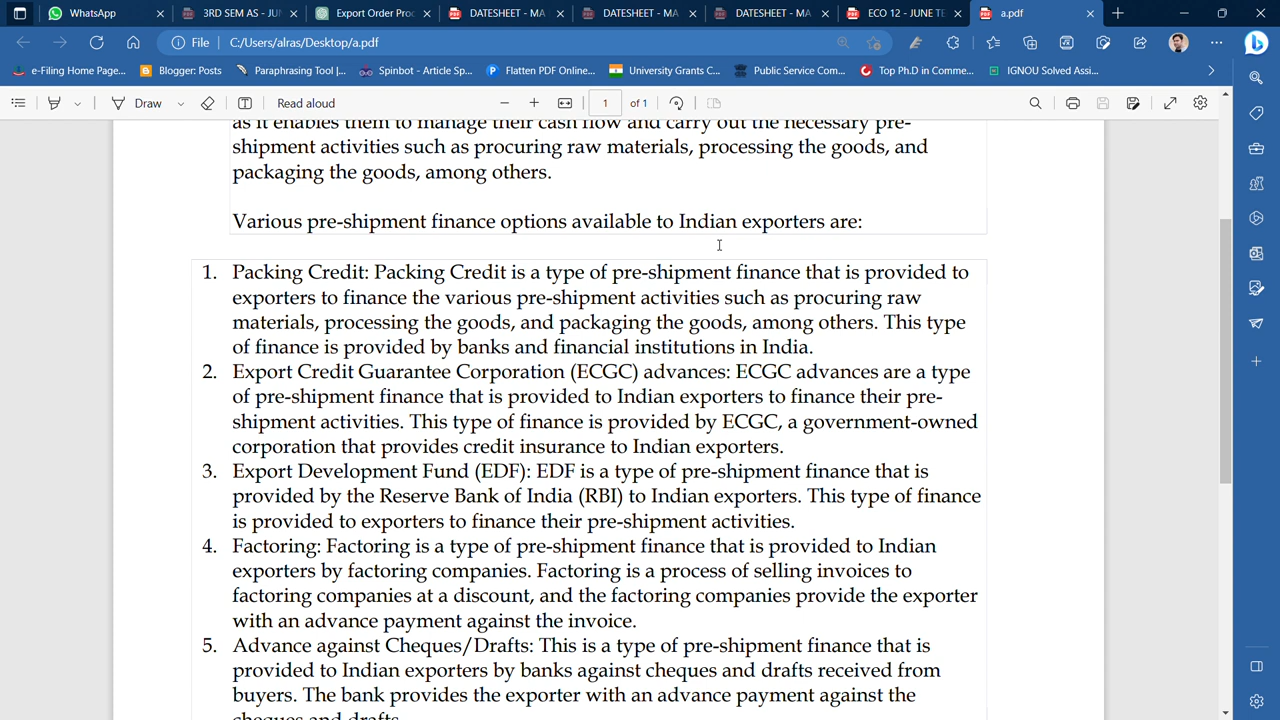 WhatsApp
3RD SEM AS - JU
Export Order Proc
DATESHEET - MA
DATESHEET - MA
DATESHEET - MA
ECO 12 - JUNE TE
a.pdf
File C:/Users/alras/Desktop/a.pdf
e-Filing Home Page...
Blogger: Posts
Paraphrasing Tool |...
Spinbot - Article Sp...
Flatten PDF Online...
University Grants C...
Public Service Com...
Top Ph.D in Comme...
IGNOU Solved Assi...
Draw
Read aloud
1 of 1
as it enables them to manage their cash flow and carry out the necessary pre-
shipment activities such as procuring raw materials, processing the goods, and
packaging the goods, among others.
Various pre-shipment finance options available to Indian exporters are:
1. Packing Credit: Packing Credit is a type of pre-shipment finance that is provided to
exporters to finance the various pre-shipment activities such as procuring raw
materials, processing the goods, and packaging the goods, among others. This type
of finance is provided by banks and financial institutions in India.
2. Export Credit Guarantee Corporation (ECGC) advances: ECGC advances are a type
of pre-shipment finance that is provided to Indian exporters to finance their pre-
shipment activities. This type of finance is provided by ECGC, a government-owned
corporation that provides credit insurance to Indian exporters.
3. Export Development Fund (EDF): EDF is a type of pre-shipment finance that is
provided by the Reserve Bank of India (RBI) to Indian exporters. This type of finance
is provided to exporters to finance their pre-shipment activities.
4. Factoring: Factoring is a type of pre-shipment finance that is provided to Indian
exporters by factoring companies. Factoring is a process of selling invoices to
factoring companies at a discount, and the factoring companies provide the exporter
with an advance payment against the invoice.
5. Advance against Cheques/Drafts: This is a type of pre-shipment finance that is
provided to Indian exporters by banks against cheques and drafts received from
buyers. The bank provides the exporter with an advance payment against the
cheques and drafts.